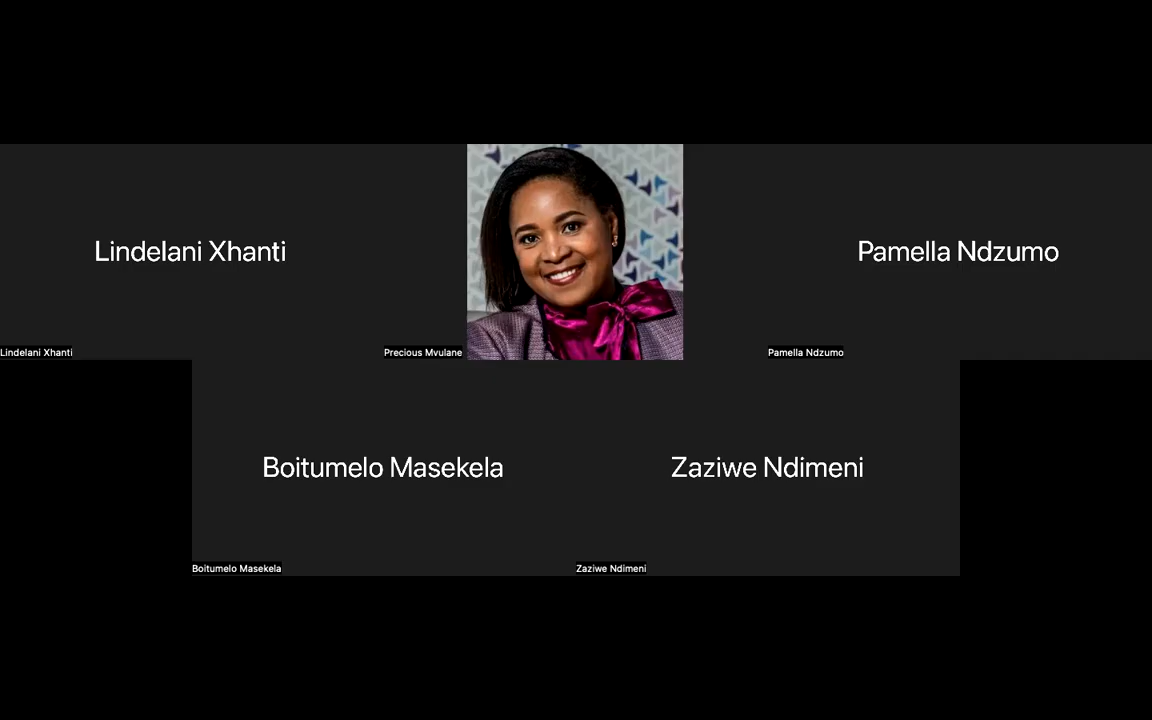 Lindelani Xhanti
Pamella Ndzumo
Lindelani Xhanti
Precious Mvulane
Pamella Ndzumo
Boitumelo Masekela
Zaziwe Ndimeni
Boitumelo Masekela
Zaziwe Ndimeni